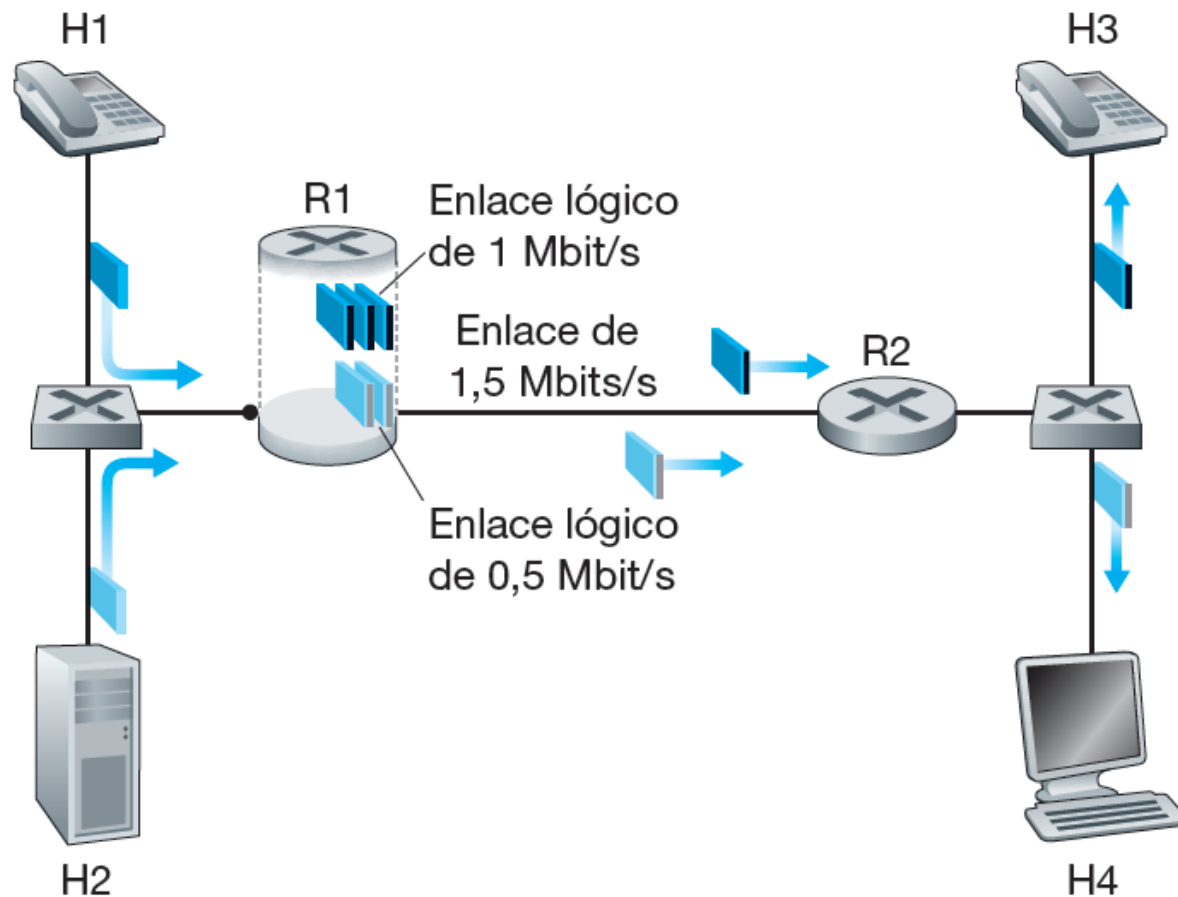 H1
H3
R1
Enlace lógico
de 1 Mbit/s
Enlace de
1,5 Mbits/s
R2
Enlace lógico
de 0,5 Mbit/s
H2
H4